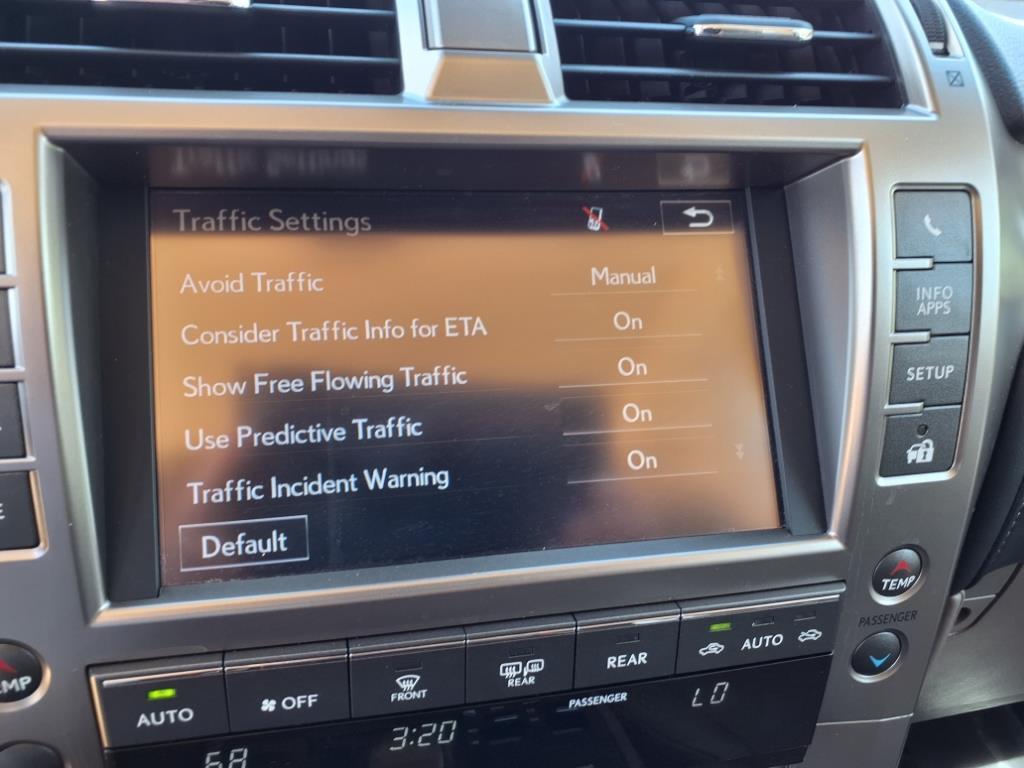 Traffic Settings
Avoid Traffic Manual
Consider Traffic Info for ETA On
Show Free Flowing Traffic On
Use Predictive Traffic On
Traffic Incident Warning On
Default
INFO
APPS
SETUP
TEMP
PASSENGER
AUTO
OFF
FRONT
REAR
REAR
AUTO
PASSENGER
68
3:20
LO